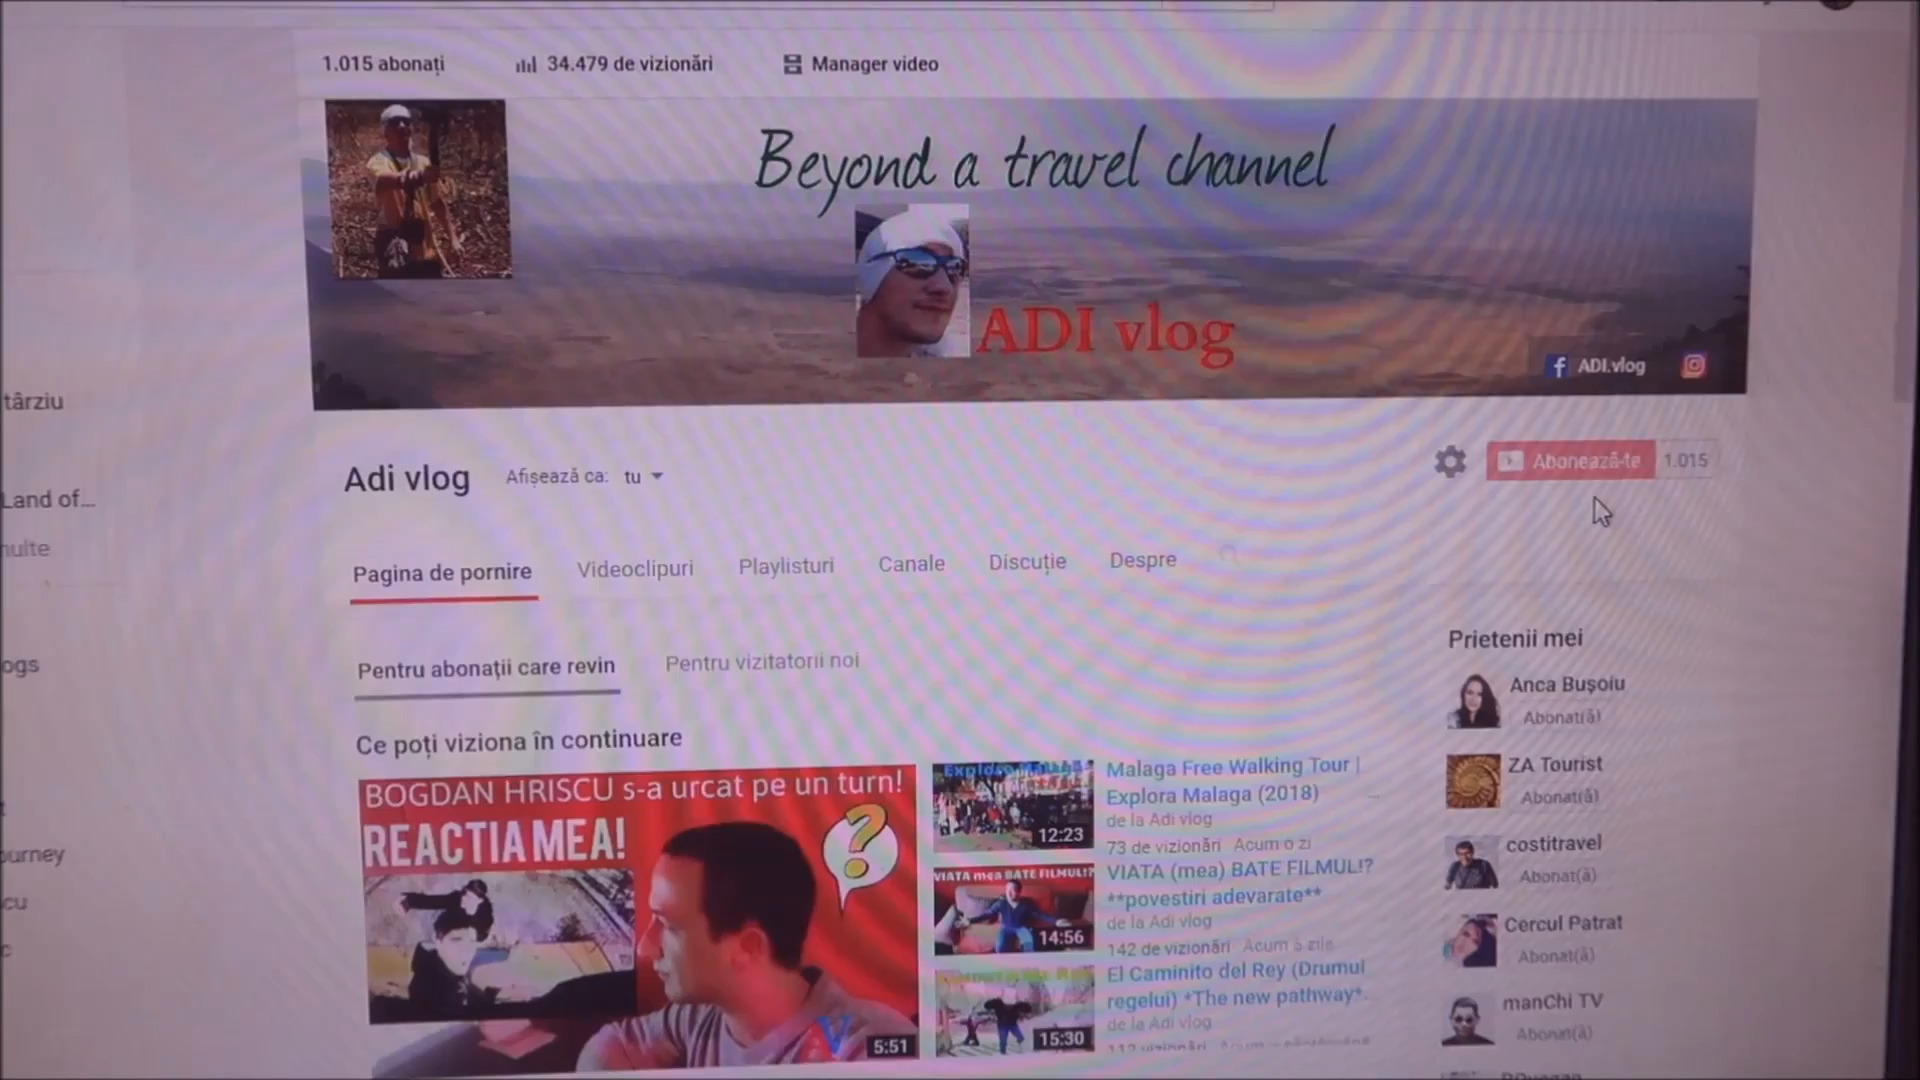 1.015 abonați
34.479 de vizionări
Manager video
Beyond a travel channel
ADI vlog
ADI.vlog
târziu
Land of...
Adi vlog
Afișează ca: tu
Abonează-te 1.015
Pagina de pornire
Videoclipuri
Playlisturi
Canale
Discuție
Despre
Pentru abonații care revin
Pentru vizitatorii noi
Ce poți viziona în continuare
BOGDAN HRISCU s-a urcat pe un turn!
REACTIA MEA!
?
5:51
12:23
Malaga Free Walking Tour |
Explora Malaga (2018)
de la Adi vlog
73 de vizionări Acum o zi
VIATA mea BATE FILMUL!?
14:56
VIATA (mea) BATE FILMUL!?
**povestiri adevarate**
de la Adi vlog
142 de vizionări Acum 5 zile
15:30
El Caminito del Rey (Drumul
regelui) *The new pathway*.
de la Adi vlog
Prietenii mei
Anca Bușoiu
Abonat(ă)
ZA Tourist
Abonat(ă)
costitravel
Abonat(ă)
Cercul Patrat
Abonat(ă)
manChi TV
Abonat(ă)